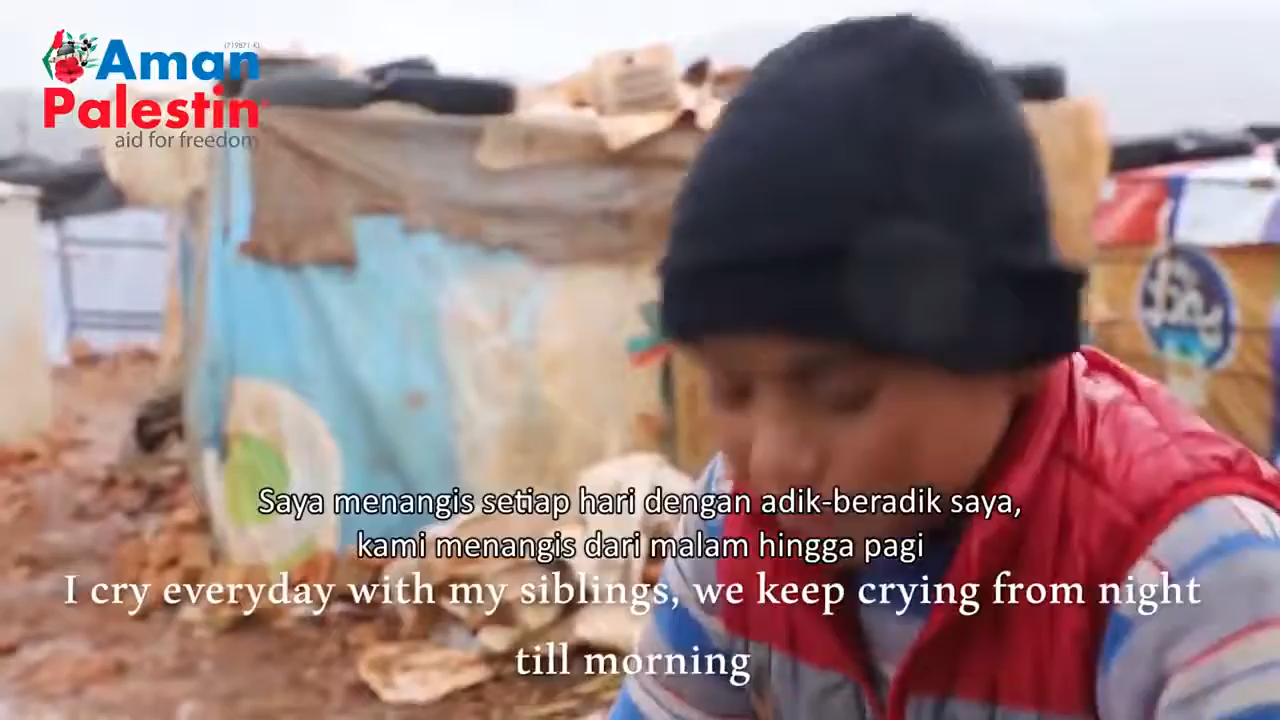 (719871-K)
Aman
Palestin
aid for freedom
Saya menangis setiap hari dengan adik-beradik saya,
kami menangis dari malam hingga pagi
I cry everyday with my siblings, we keep crying from night
till morning